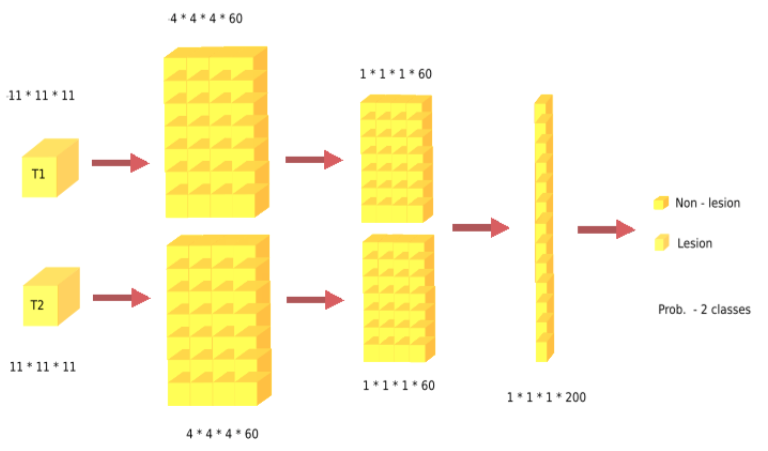 4 * 4 * 4 * 60
1 * 1 * 1 * 60
11 * 11 * 11
T1
Non - lesion
Lesion
T2
Prob. - 2 classes
11 * 11 * 11
1 * 1 * 1 * 60
1 * 1 * 1 * 200
4 * 4 * 4 * 60